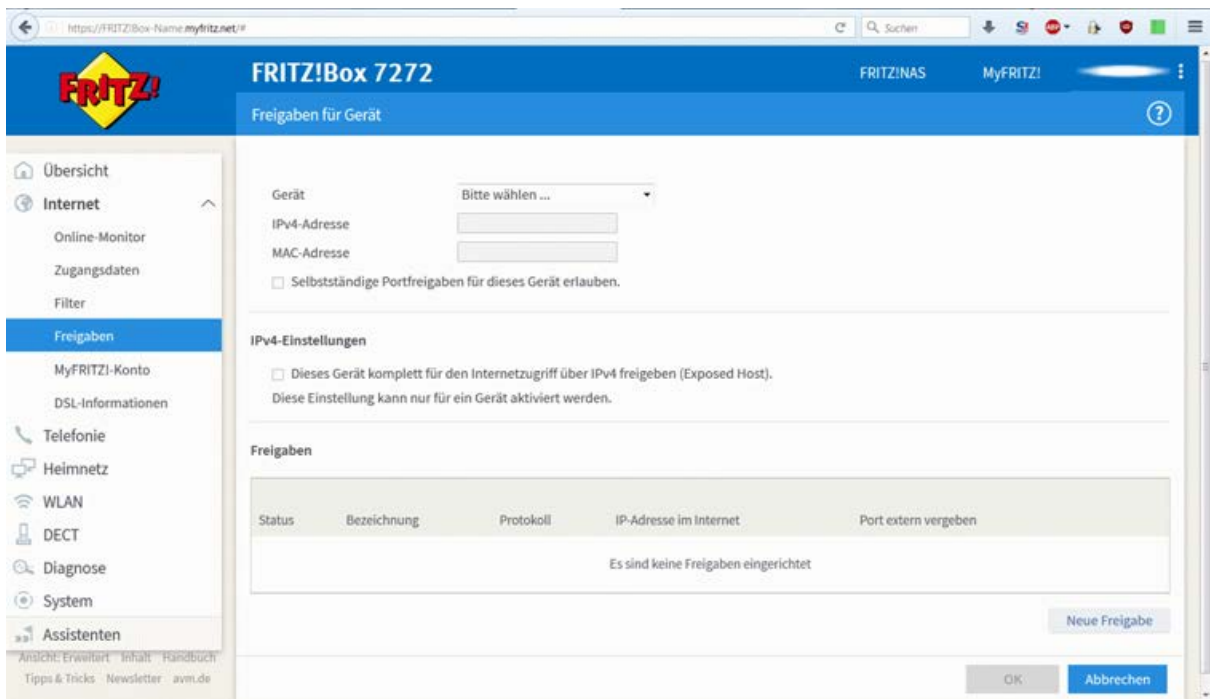 https://FRITZ!Box-Name.myfritz.net/#
Suchen
FRITZ!
FRITZ!Box 7272
FRITZ!NAS
MyFRITZ!
Freigaben für Gerät
?
Übersicht
Internet
Online-Monitor
Zugangsdaten
Filter
Freigaben
MyFRITZ!-Konto
DSL-Informationen
Telefonie
Heimnetz
WLAN
DECT
Diagnose
System
Assistenten
Ansicht: Erweitert Inhalt Handbuch
Tipps & Tricks Newsletter avm.de
Gerät Bitte wählen ...
IPv4-Adresse
MAC-Adresse
Selbstständige Portfreigaben für dieses Gerät erlauben.
IPv4-Einstellungen
Dieses Gerät komplett für den Internetzugriff über IPv4 freigeben (Exposed Host).
Diese Einstellung kann nur für ein Gerät aktiviert werden.
Freigaben
Status Bezeichnung Protokoll IP-Adresse im Internet Port extern vergeben
Es sind keine Freigaben eingerichtet
Neue Freigabe
OK Abbrechen